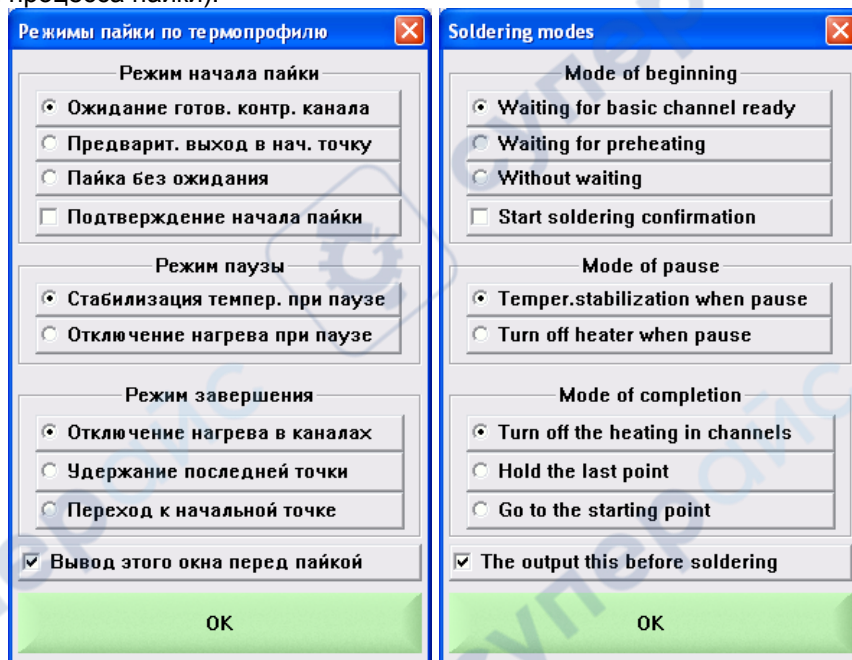 процесса пайки).
Режимы пайки по термопрофилю
Режим начала пайки
Ожидание готов. контр. канала
Предварит. выход в нач. точку
Пайка без ожидания
Подтверждение начала пайки
Режим паузы
Стабилизация темпер. при паузе
Отключение нагрева при паузе
Режим завершения
Отключение нагрева в каналах
Удержание последней точки
Переход к начальной точке
Вывод этого окна перед пайкой
OK
Soldering modes
Mode of beginning
Waiting for basic channel ready
Waiting for preheating
Without waiting
Start soldering confirmation
Mode of pause
Temper.stabilization when pause
Turn off heater when pause
Mode of completion
Turn off the heating in channels
Hold the last point
Go to the starting point
The output this before soldering
OK